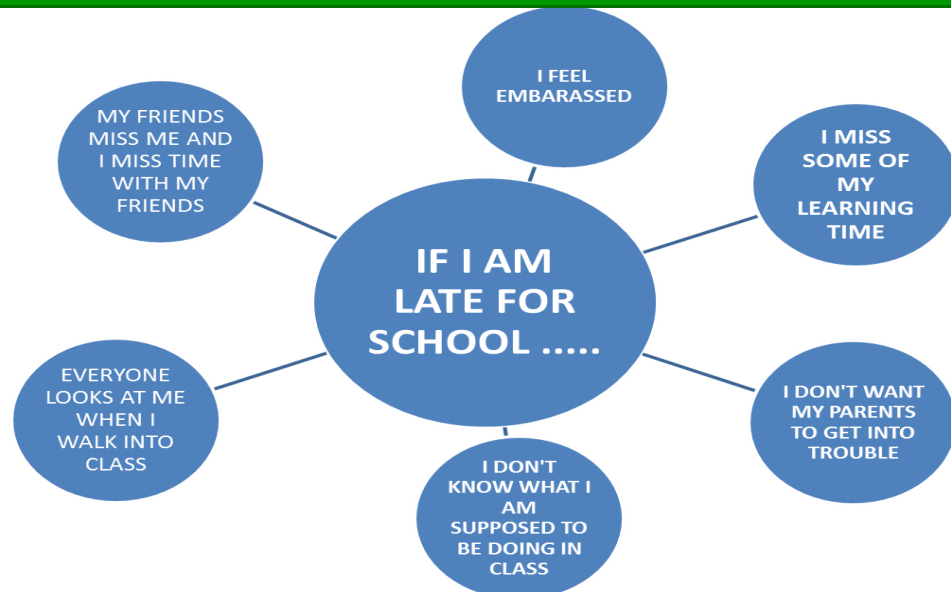 I FEEL
EMBARASSED
MY FRIENDS
MISS ME AND
I MISS TIME
WITH MY
FRIENDS
I MISS
SOME OF
MY
LEARNING
TIME
IF I AM
LATE FOR
SCHOOL .....
EVERYONE
LOOKS AT ME
WHEN I
WALK INTO
CLASS
I DON'T WANT
MY PARENTS
TO GET INTO
TROUBLE
I DON'T
KNOW WHAT I
AM
SUPPOSED TO
BE DOING IN
CLASS